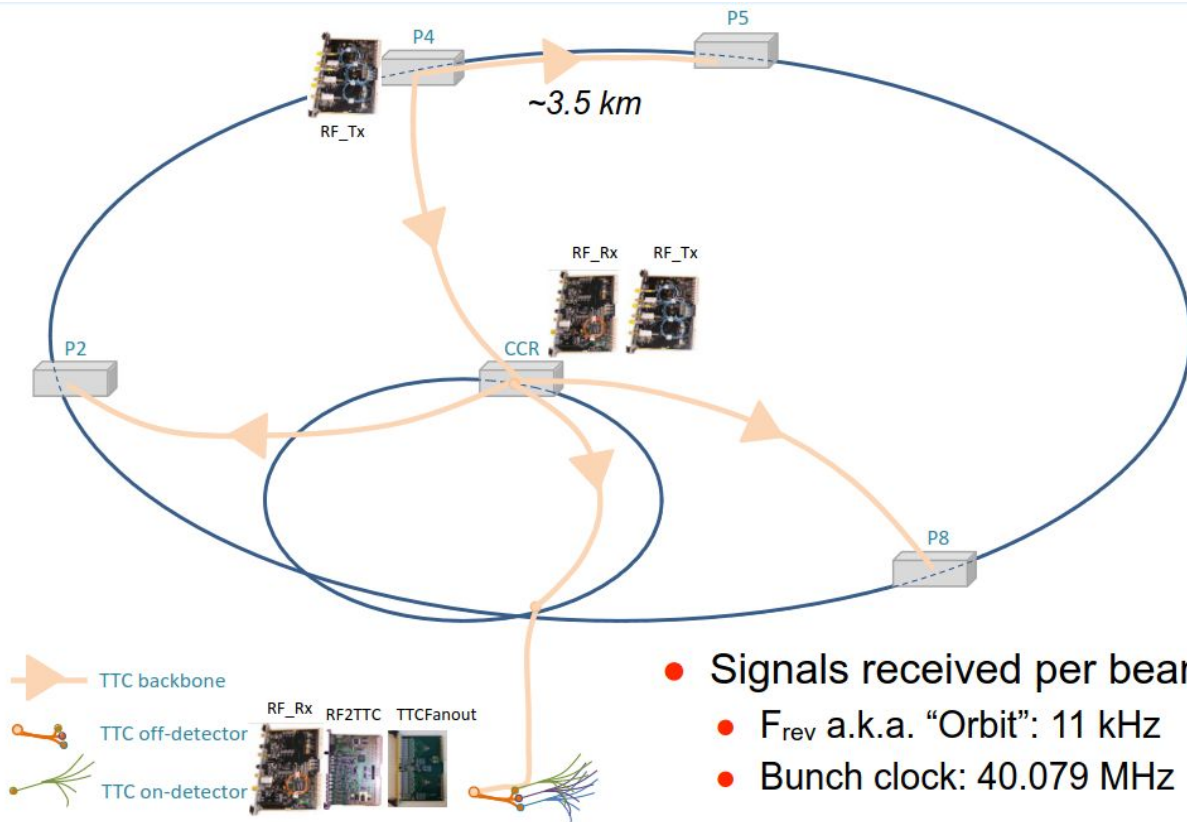 P4
P5
~3.5 km
RF_Tx
RF_Rx
RF_Tx
P2
CCR
P8
TTC backbone
TTC off-detector
TTC on-detector
RF_Rx
RF2TTC
TTCFanout
• Signals received per bear
• Frev a.k.a. “Orbit”: 11 kHz
• Bunch clock: 40.079 MHz